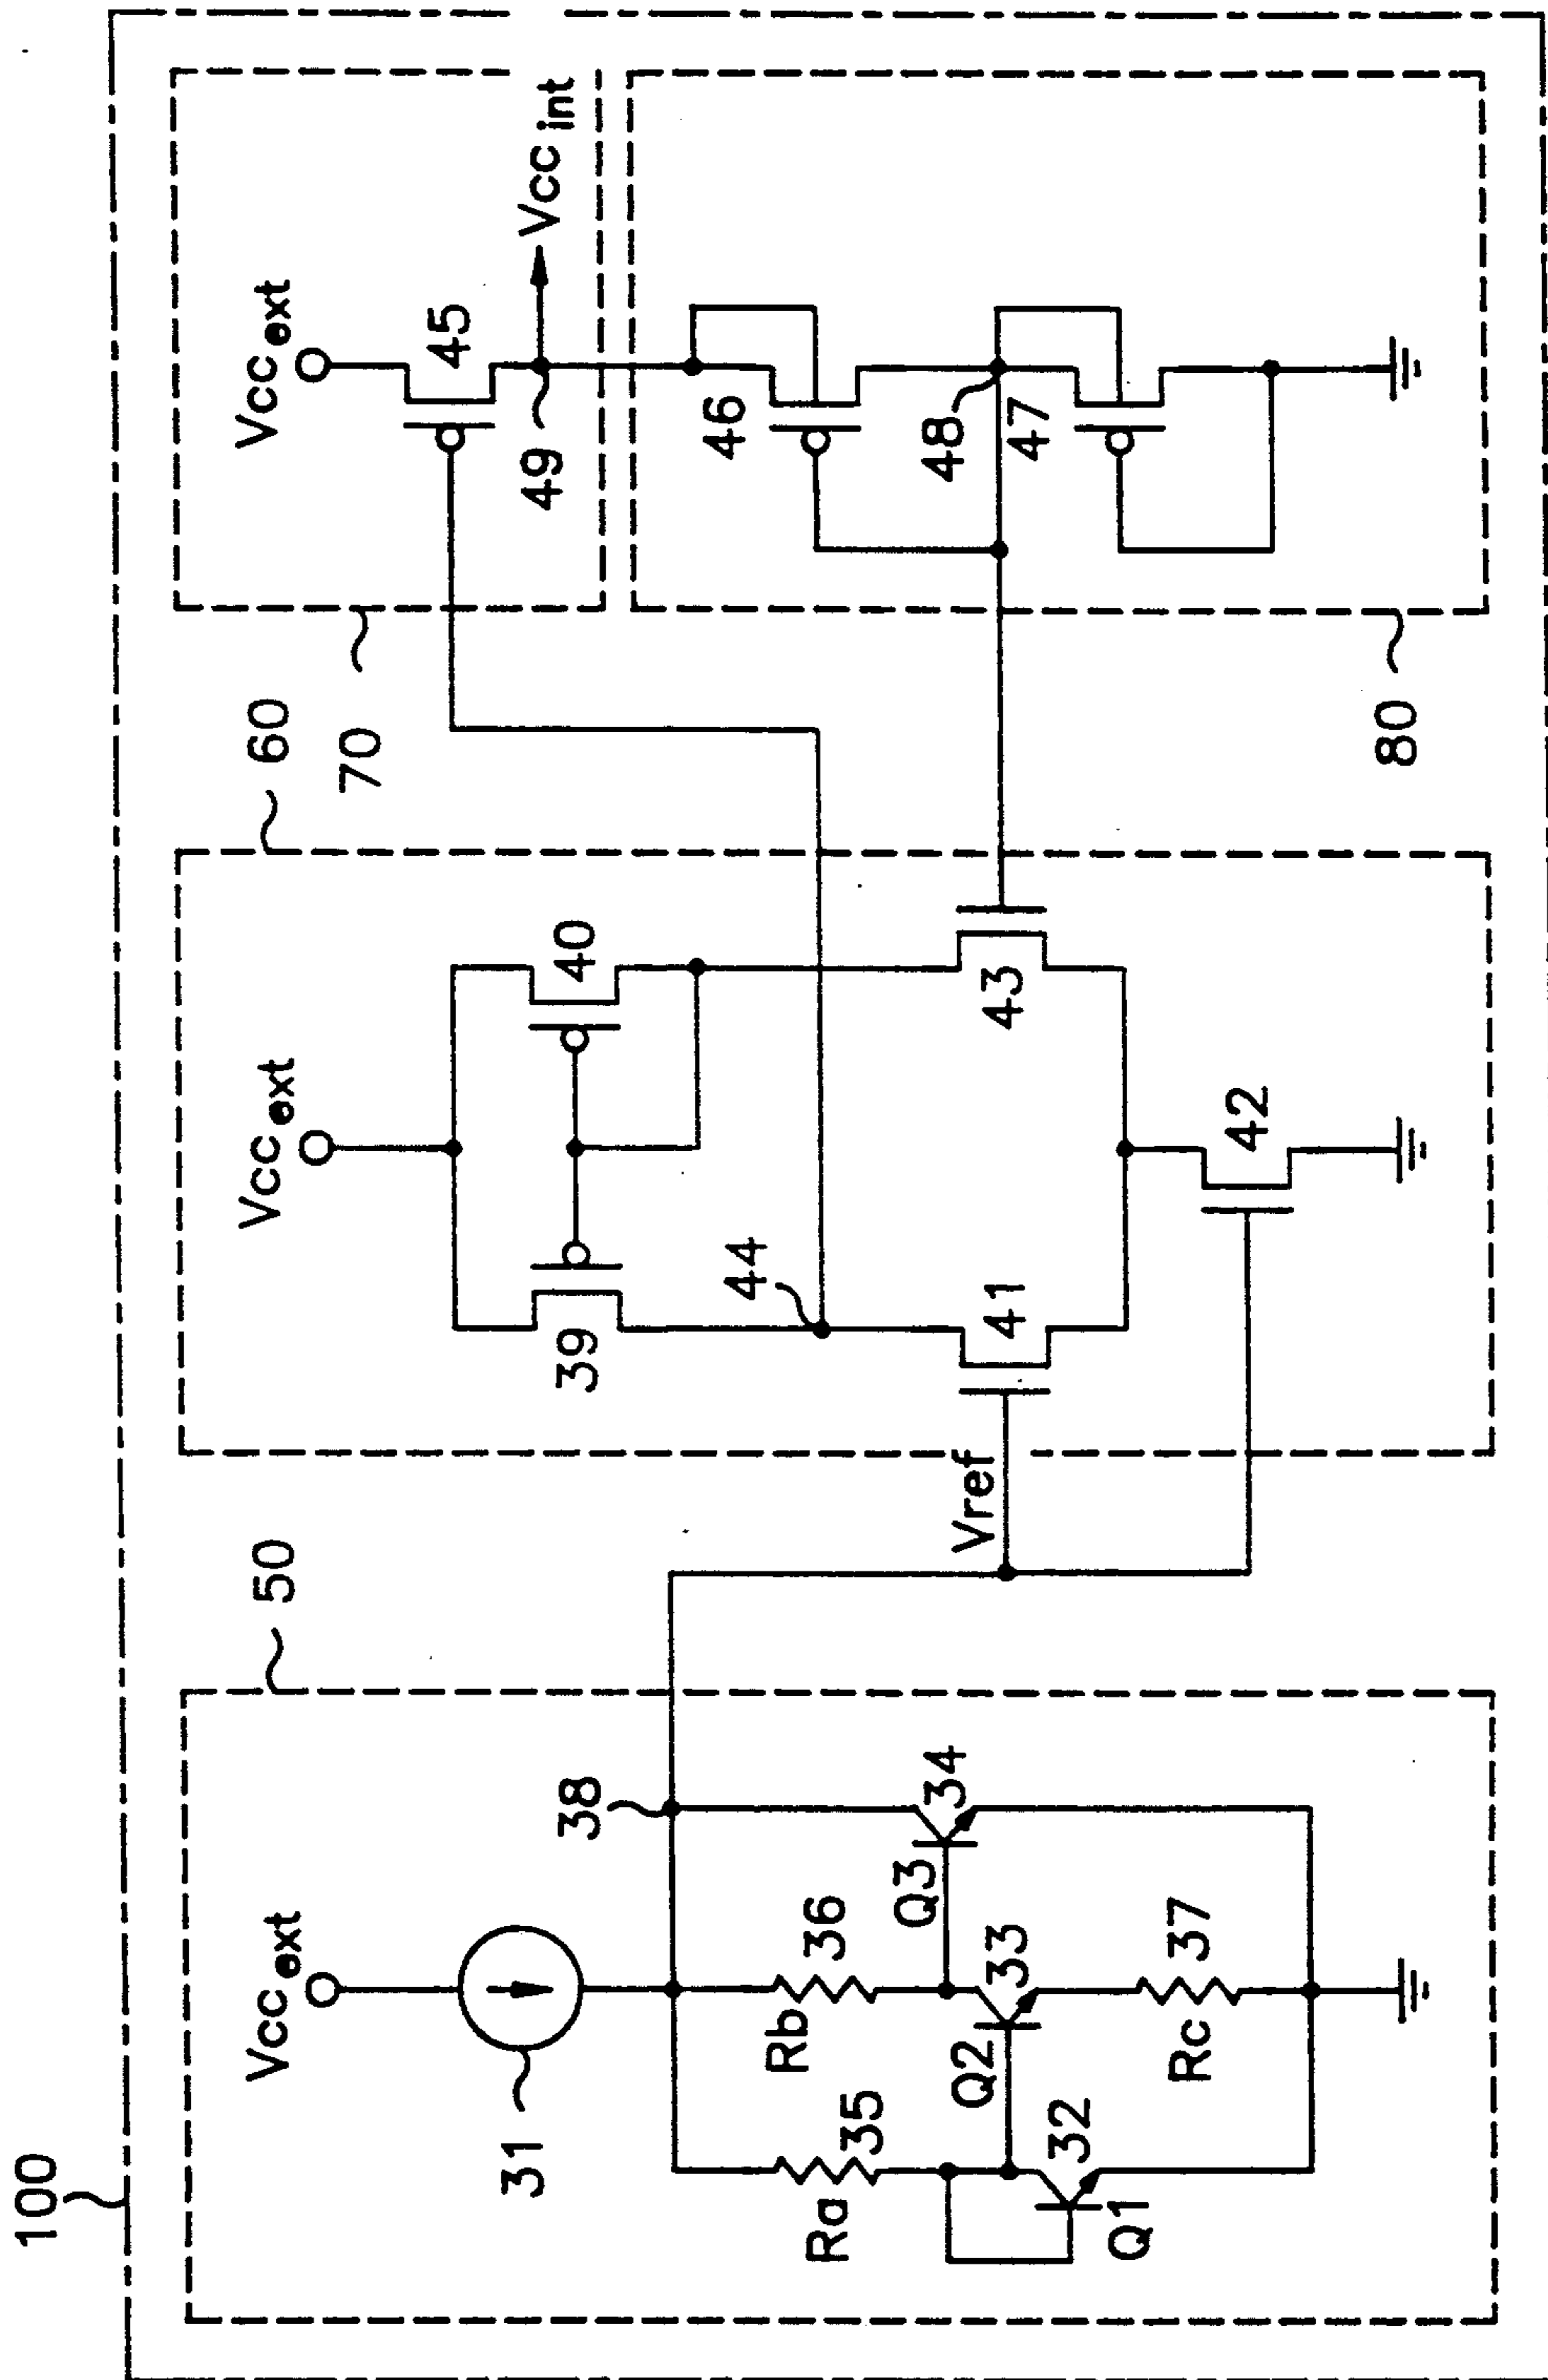 100
50
Vcc ext
31
38
Ra
35
Rb
36
Q3
34
Q2
33
32
Q1
Rc
37
Vref
60
Vcc ext
39
40
44
41
43
42
70
Vcc ext
45
49
Vcc int
46
48
47
80